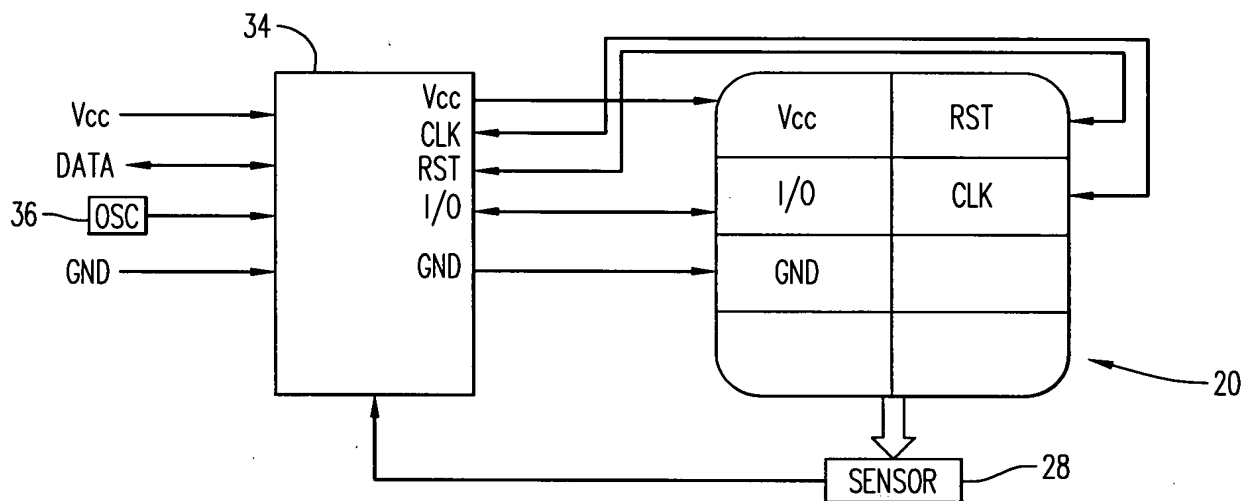 34
Vcc
DATA
36 OSC
GND
Vcc
CLK
RST
I/O
GND
Vcc RST
I/O CLK
GND
20
SENSOR 28